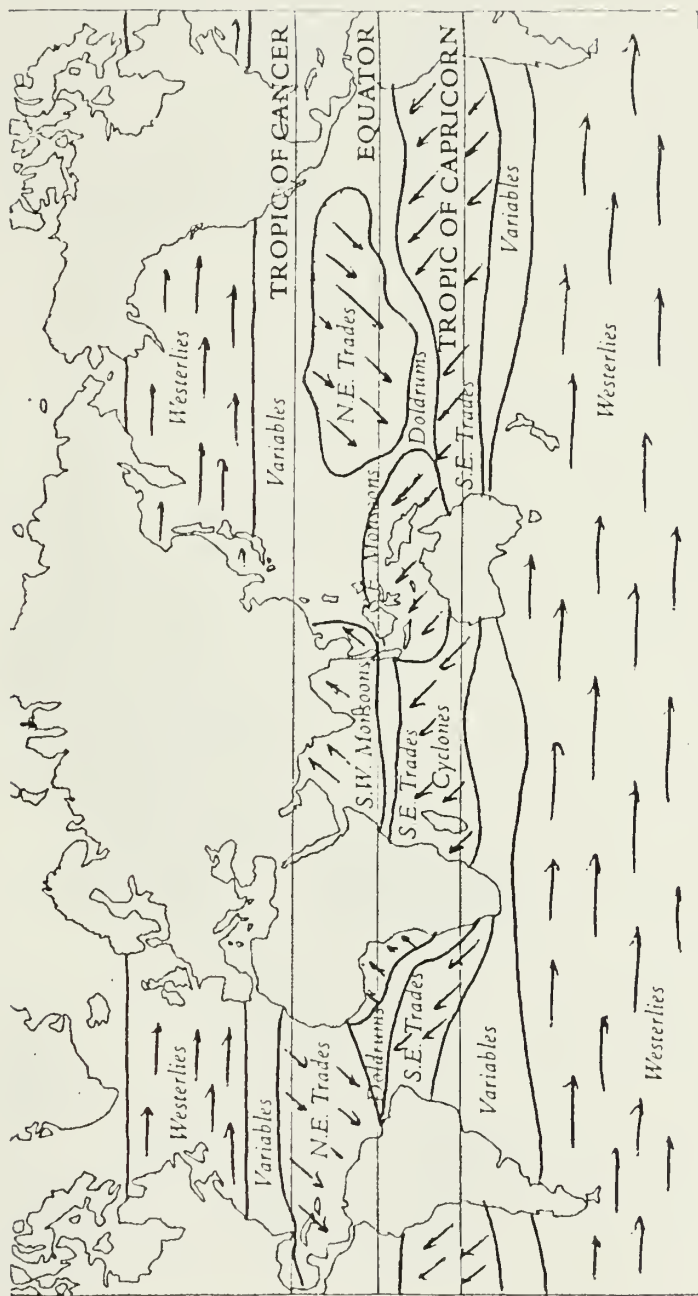 Westerlies
Westerlies
Variables
Variables
TROPIC OF CANCER
N.E. Trades
N.E. Trades
S.W. Monsoons
S.E. Monsoons
EQUATOR
Doldrums
Doldrums
S.E. Trades
S.E. Trades
Cyclones
TROPIC OF CAPRICORN
S.E. Trades
Variables
Variables
Westerlies
Westerlies